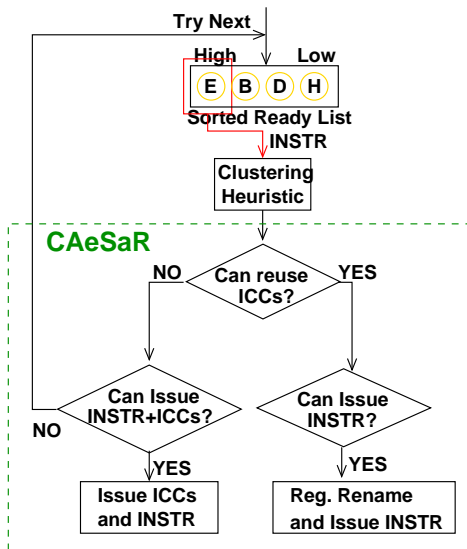 Try Next
High Low
E B D H
Sorted Ready List
INSTR
Clustering
Heuristic
CAeSaR
NO YES
Can reuse
ICCs?
Can Issue
INSTR+ICCs?
Can Issue
INSTR?
NO
YES
YES
Issue ICCs
and INSTR
Reg. Rename
and Issue INSTR